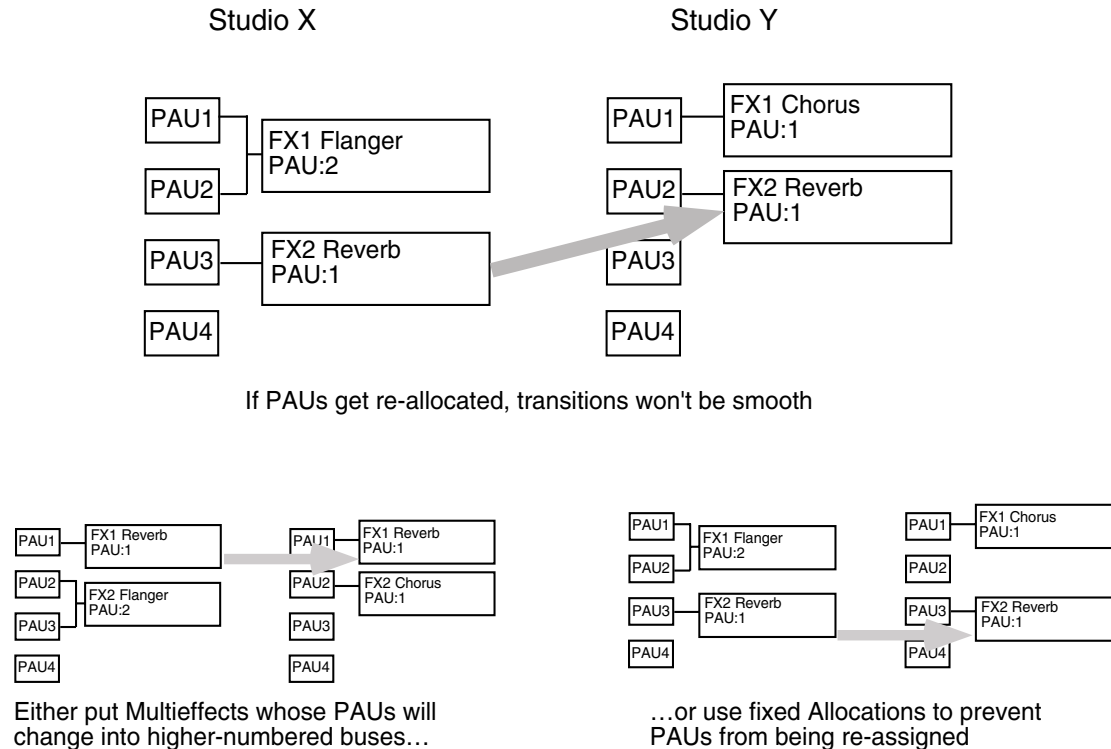 Studio X
Studio Y
PAU1
PAU2
PAU3
PAU4
FX1 Flanger
PAU:2
FX2 Reverb
PAU:1
PAU1
PAU2
PAU3
PAU4
FX1 Chorus
PAU:1
FX2 Reverb
PAU:1
If PAUs get re-allocated, transitions won't be smooth
PAU1
PAU2
PAU3
PAU4
FX1 Reverb
PAU:1
FX2 Flanger
PAU:2
PAU1
PAU2
PAU3
PAU4
FX1 Reverb
PAU:1
FX2 Chorus
PAU:1
Either put Multieffects whose PAUs will
change into higher-numbered buses…
PAU1
PAU2
PAU3
PAU4
FX1 Flanger
PAU:2
FX2 Reverb
PAU:1
PAU1
PAU2
PAU3
PAU4
FX1 Chorus
PAU:1
FX2 Reverb
PAU:1
…or use fixed Allocations to prevent
PAUs from being re-assigned